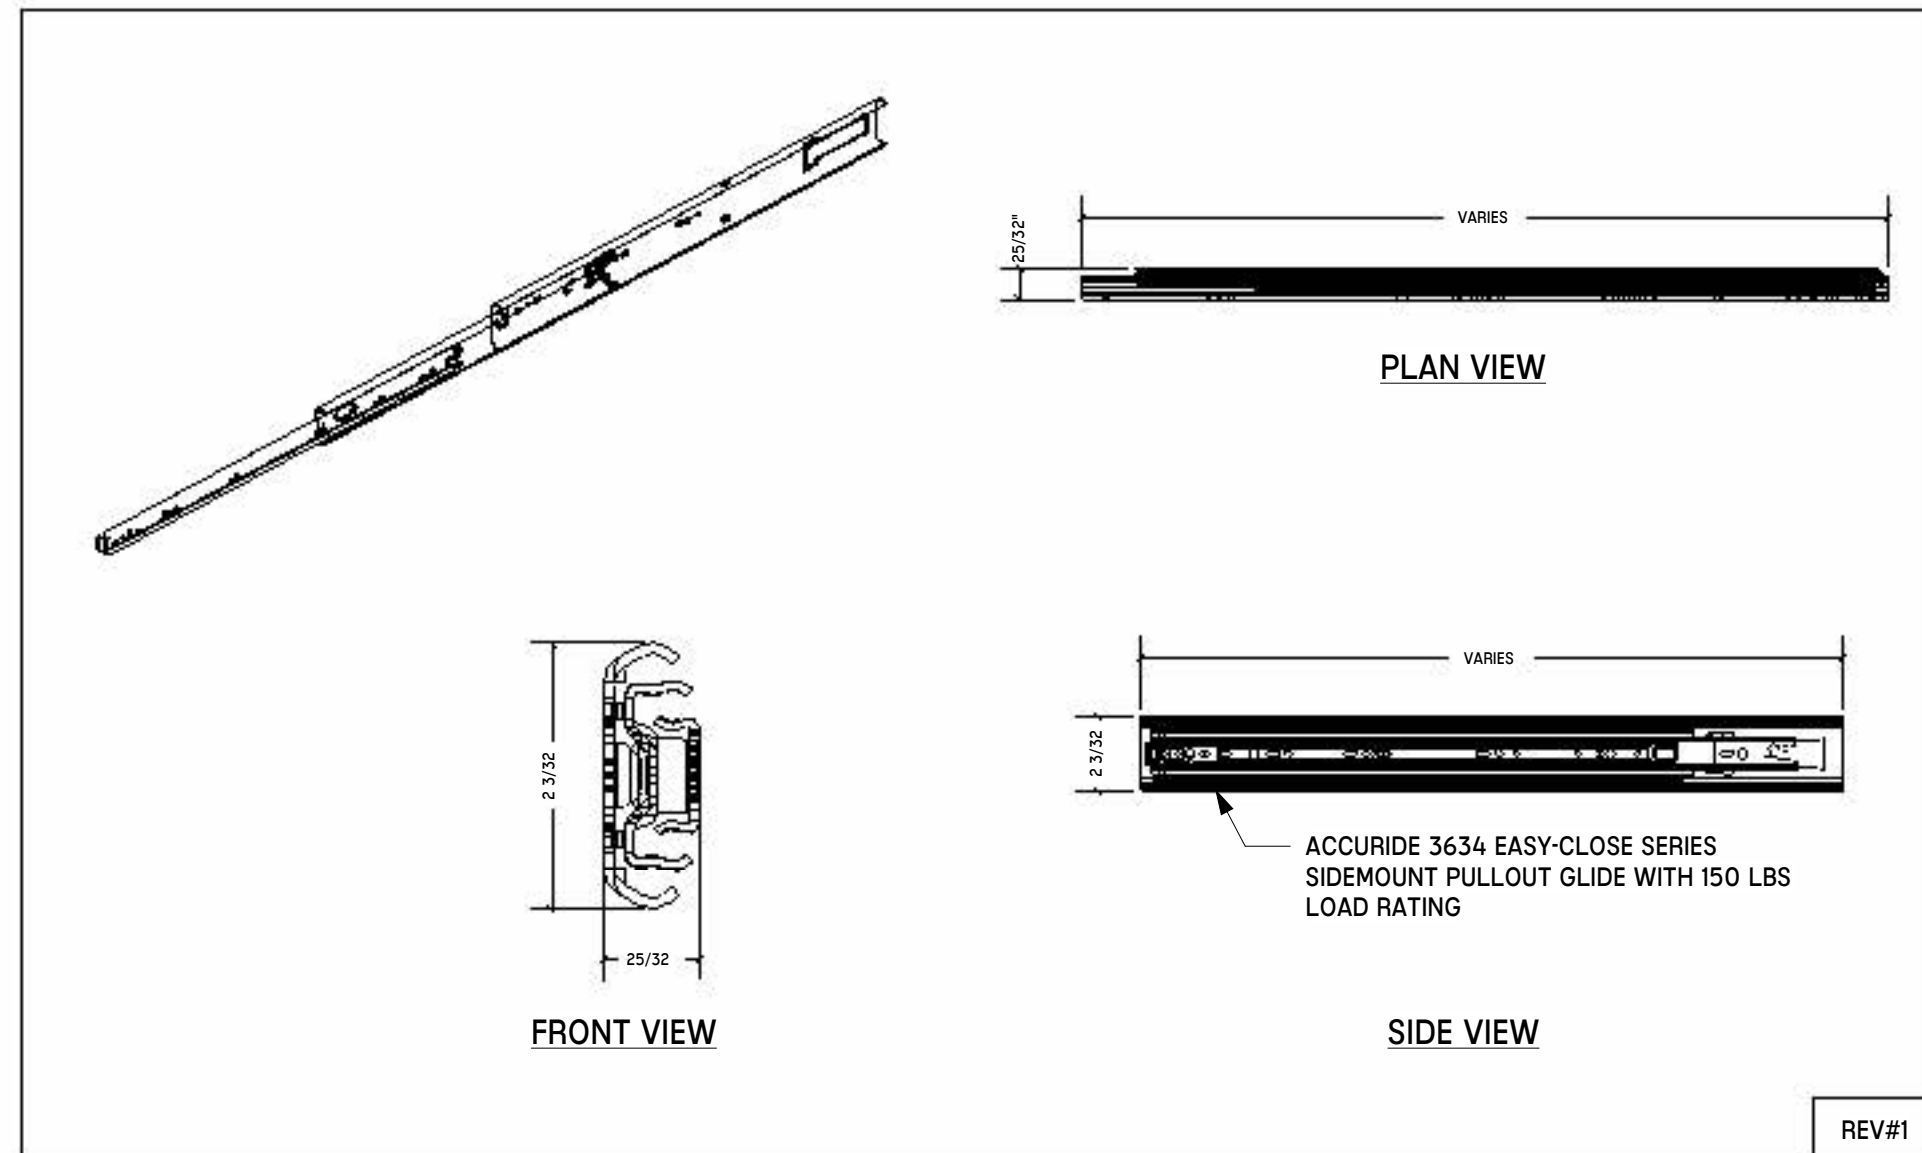 VARIES
25/32"
PLAN VIEW
2 3/32
25/32
FRONT VIEW
VARIES
2 3/32
ACCURIDE 3634 EASY-CLOSE SERIES
SIDEMOUNT PULLOUT GLIDE WITH 150 LBS
LOAD RATING
SIDE VIEW
REV#1